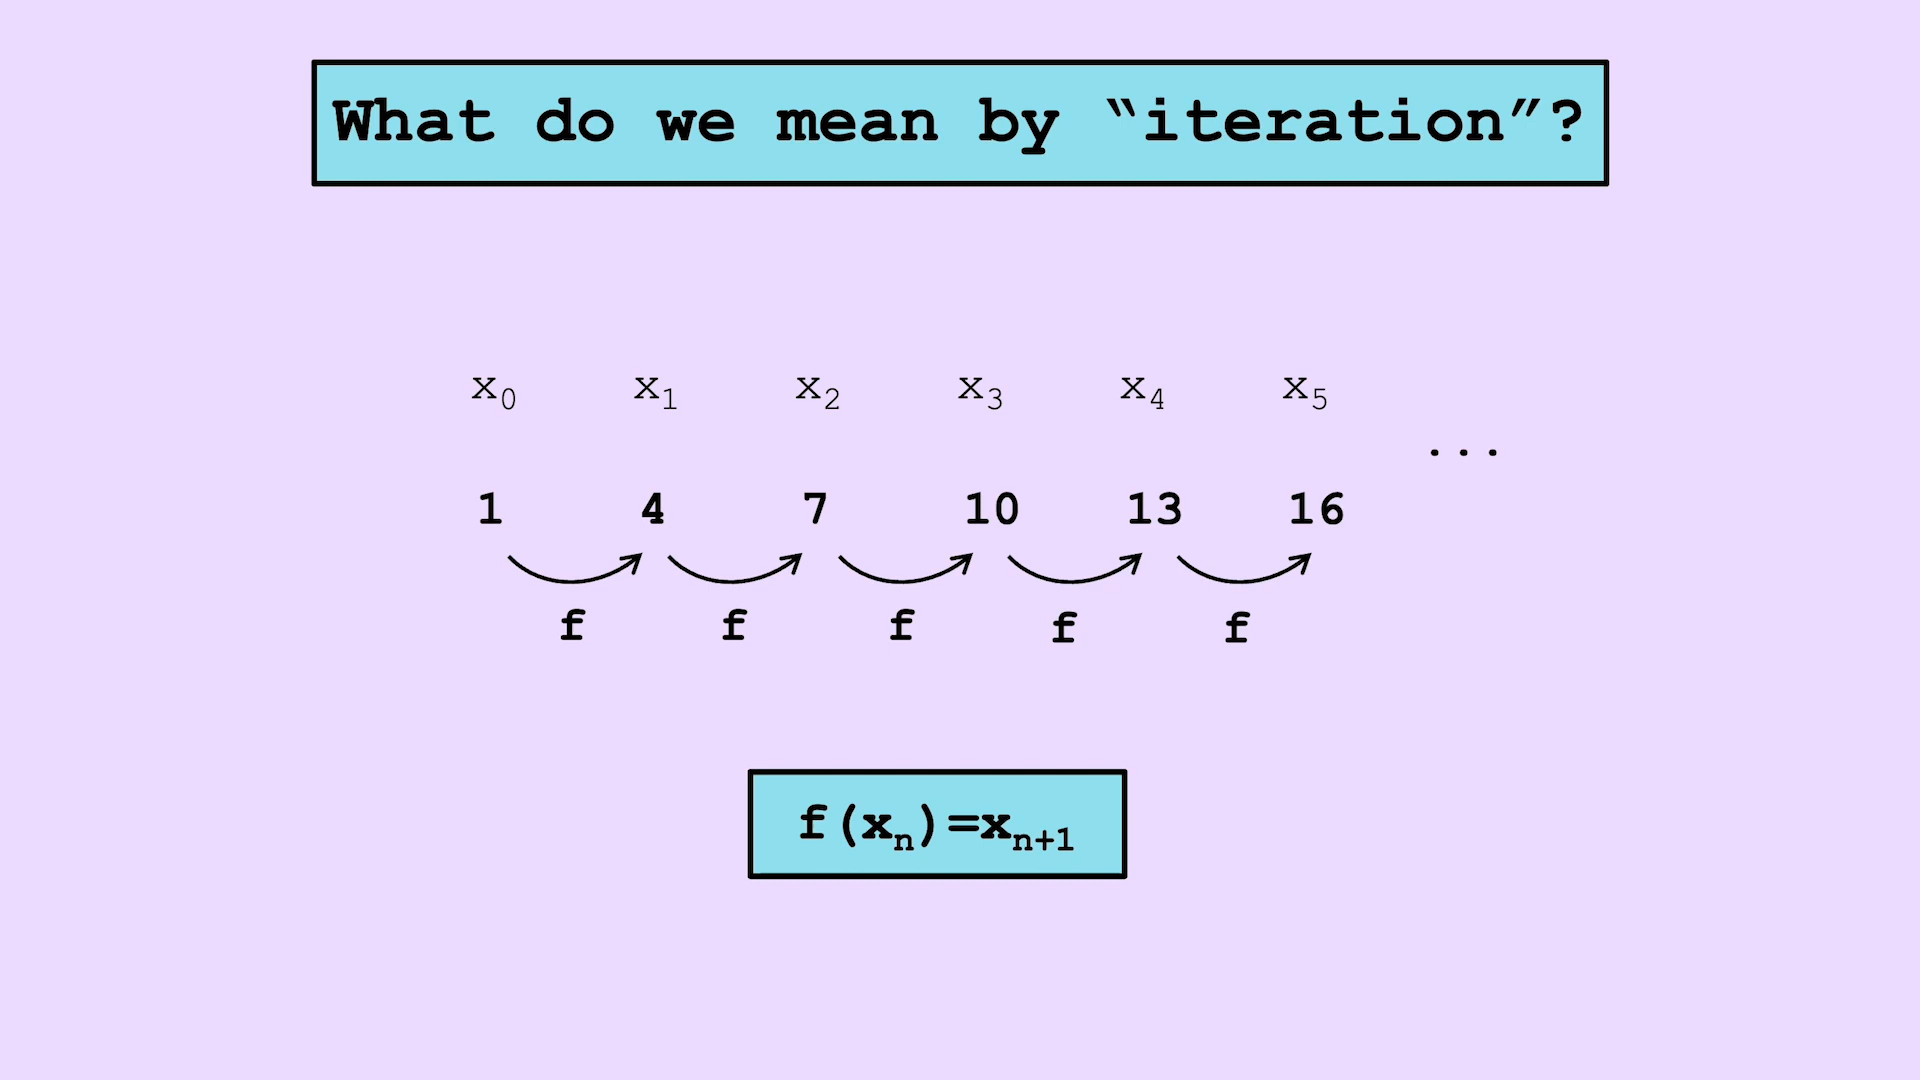 What do we mean by “iteration”?
x₀ x₁ x₂ x₃ x₄ x₅
...
1 4 7 10 13 16
f f f f f
f(xₙ)=xₙ₊₁